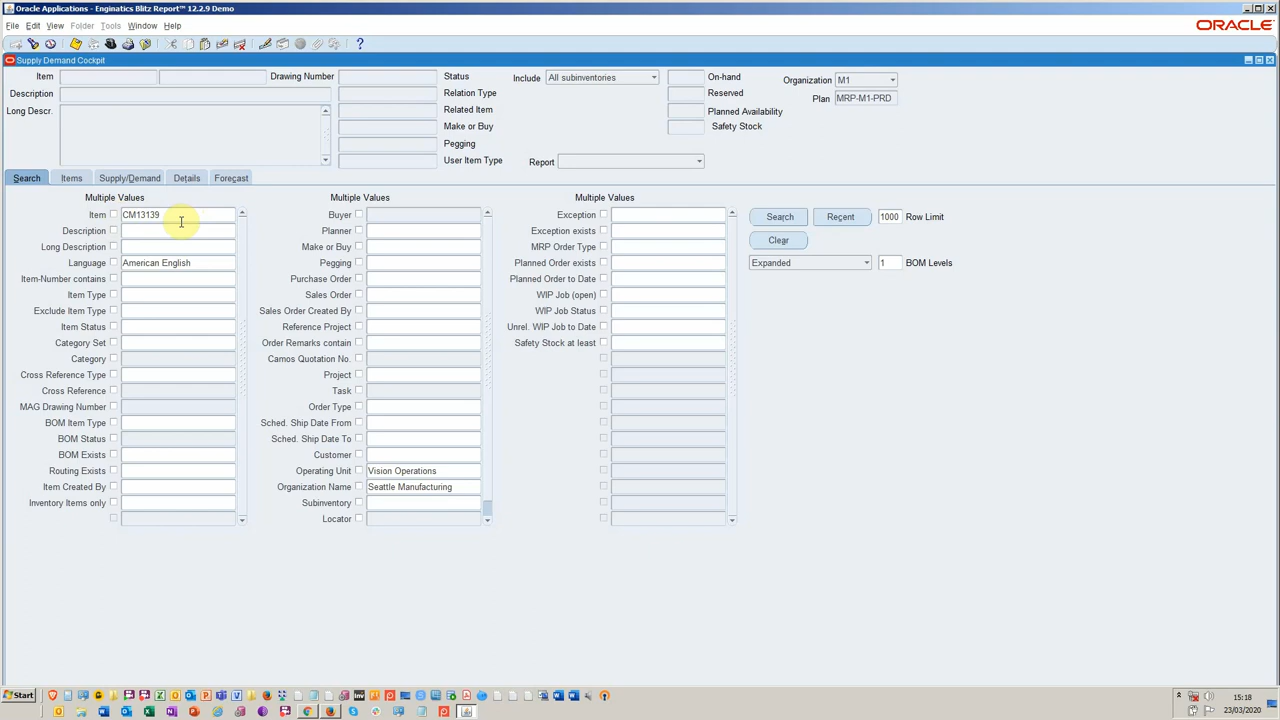 Oracle Applications - Enginatics Blitz Report™ 12.2.9 Demo
File Edit View Folder Tools Window Help
ORACLE
Supply Demand Cockpit
Item Drawing Number Status Include All subinventories On-hand Organization M1
Description Relation Type Reserved Plan MRP-M1-PRD
Long Descr. Related Item Planned Availability
Make or Buy Safety Stock
Pegging
User Item Type Report
Search Items Supply/Demand Details Forecast
Multiple Values Multiple Values Multiple Values
Item CM13139 Buyer Exception Search Recent 1000 Row Limit
Description Planner Exception exists Clear
Long Description Make or Buy MRP Order Type
Language American English Pegging Planned Order exists Expanded 1 BOM Levels
Item-Number contains Purchase Order Planned Order to Date
Item Type Sales Order WIP Job (open)
Exclude Item Type Sales Order Created By WIP Job Status
Item Status Reference Project Unrel. WIP Job to Date
Category Set Order Remarks contain Safety Stock at least
Category Camos Quotation No.
Cross Reference Type Project
Cross Reference Task
MAG Drawing Number Order Type
BOM Item Type Sched. Ship Date From
BOM Status Sched. Ship Date To
BOM Exists Customer
Routing Exists Operating Unit Vision Operations
Item Created By Organization Name Seattle Manufacturing
Inventory Items only Subinventory
Locator
Start
15:18
23/03/2020